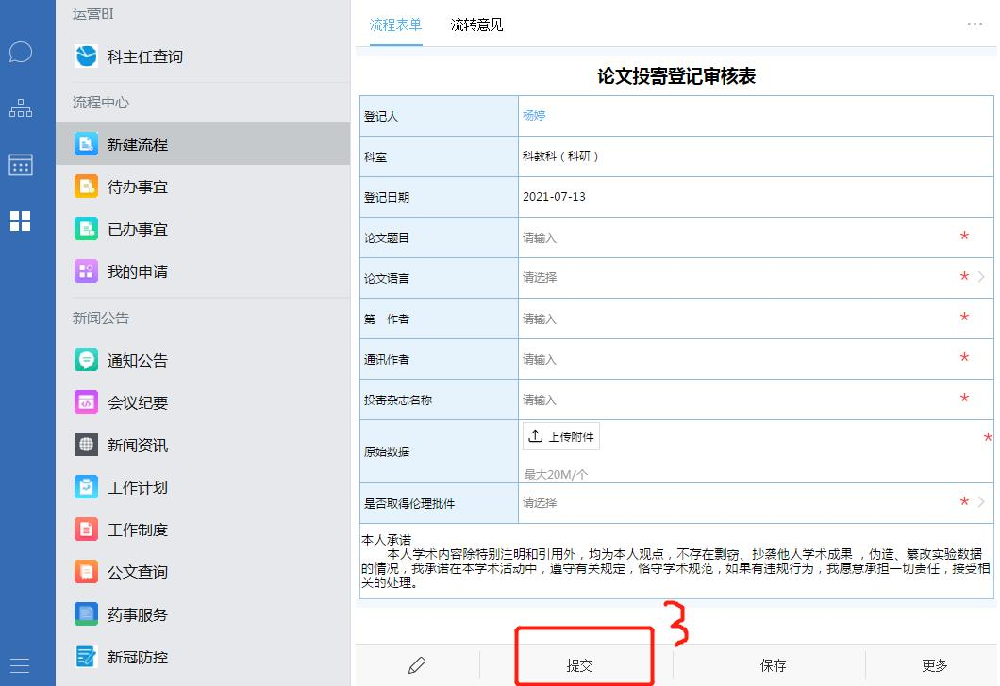 运营BI
科主任查询
流程中心
新建流程
待办事宜
已办事宜
我的申请
新闻公告
通知公告
会议纪要
新闻资讯
工作计划
工作制度
公文查询
药事服务
新冠防控
流程表单 流转意见
论文投寄登记审核表
登记人 杨婷
科室 科教科（科研）
登记日期 2021-07-13
论文题目 请输入 *
论文语言 请选择 *
第一作者 请输入 *
通讯作者 请输入 *
投寄杂志名称 请输入 *
原始数据 上传附件 *
最大20M/个
是否取得伦理批件 请选择 *
本人承诺
本人学术内容除特别注明和引用外，均为本人观点，不存在剽窃、抄袭他人学术成果，伪造、篡改实验数据
的情况，我承诺在本学术活动中，遵守有关规定，恪守学术规范，如果有违规行为，我愿意承担一切责任，接受相
关的处理。
3
提交 保存 更多